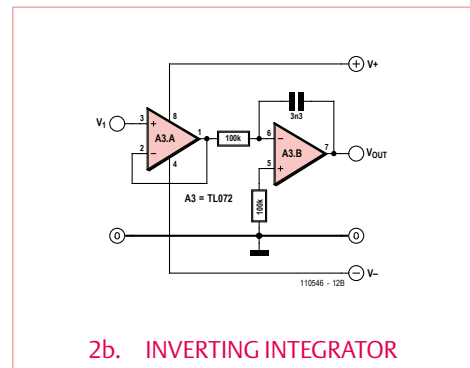 V+
8
V1
3
+
A3.A
1
2
–
4
100k
3n3
6
–
A3.B
7
VOUT
5
+
A3 = TL072
100k
0
0
110546 - 12B
V–
2b. INVERTING INTEGRATOR